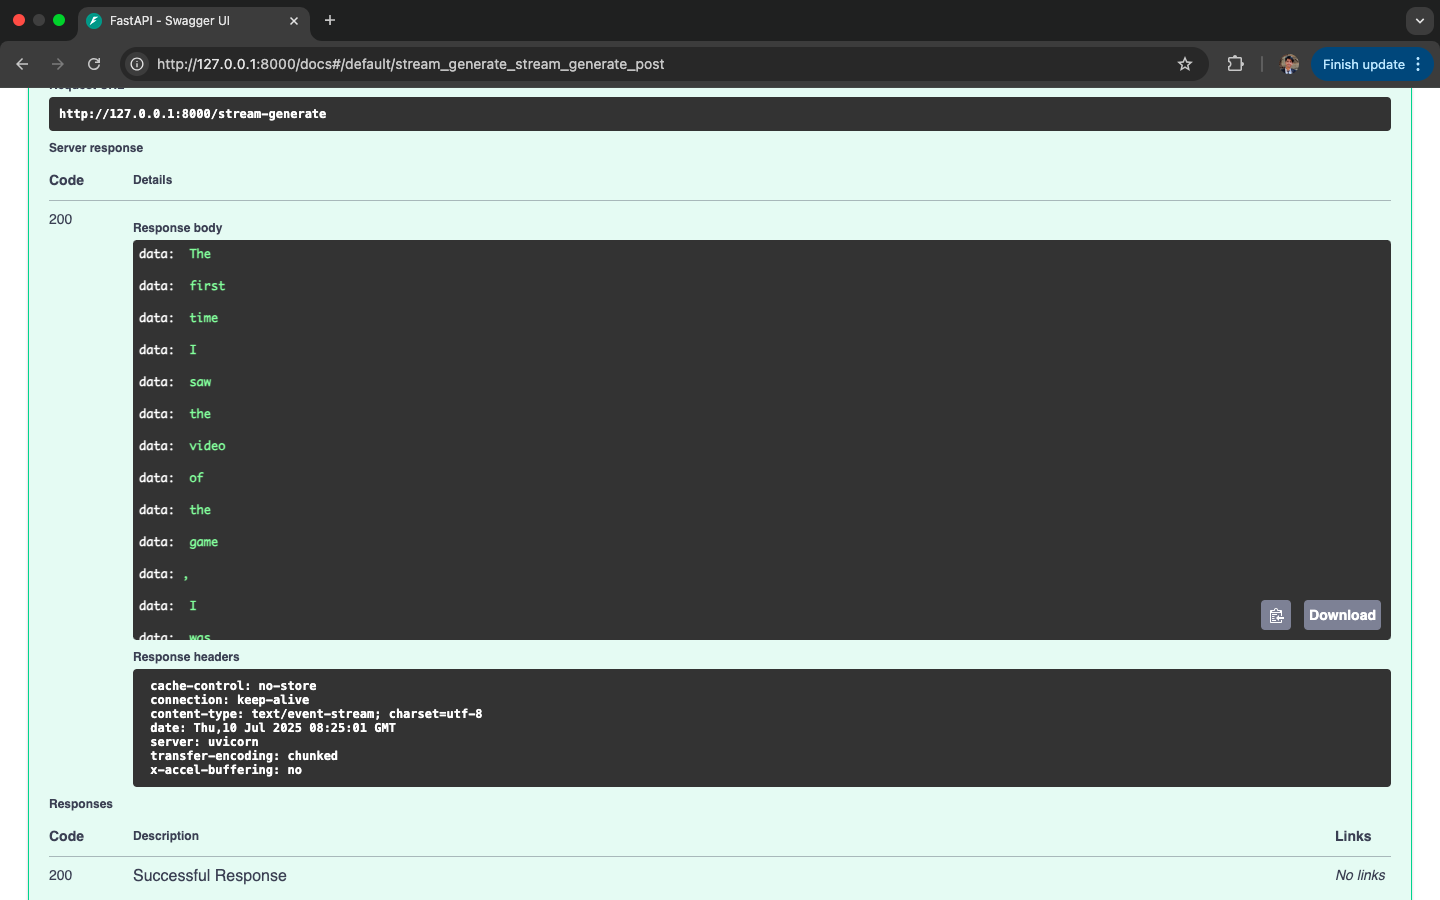 FastAPI - Swagger UI
http://127.0.0.1:8000/docs#/default/stream_generate_stream_generate_post
Finish update
Request URL
http://127.0.0.1:8000/stream-generate
Server response
Code Details
200
Response body
data:  The
data:  first
data:  time
data:  I
data:  saw
data:  the
data:  video
data:  of
data:  the
data:  game
data: ,
data:  I
data:  was
Download
Response headers
cache-control: no-store
connection: keep-alive
content-type: text/event-stream; charset=utf-8
date: Thu,10 Jul 2025 08:25:01 GMT
server: uvicorn
transfer-encoding: chunked
x-accel-buffering: no
Responses
Code Description Links
200 Successful Response No links